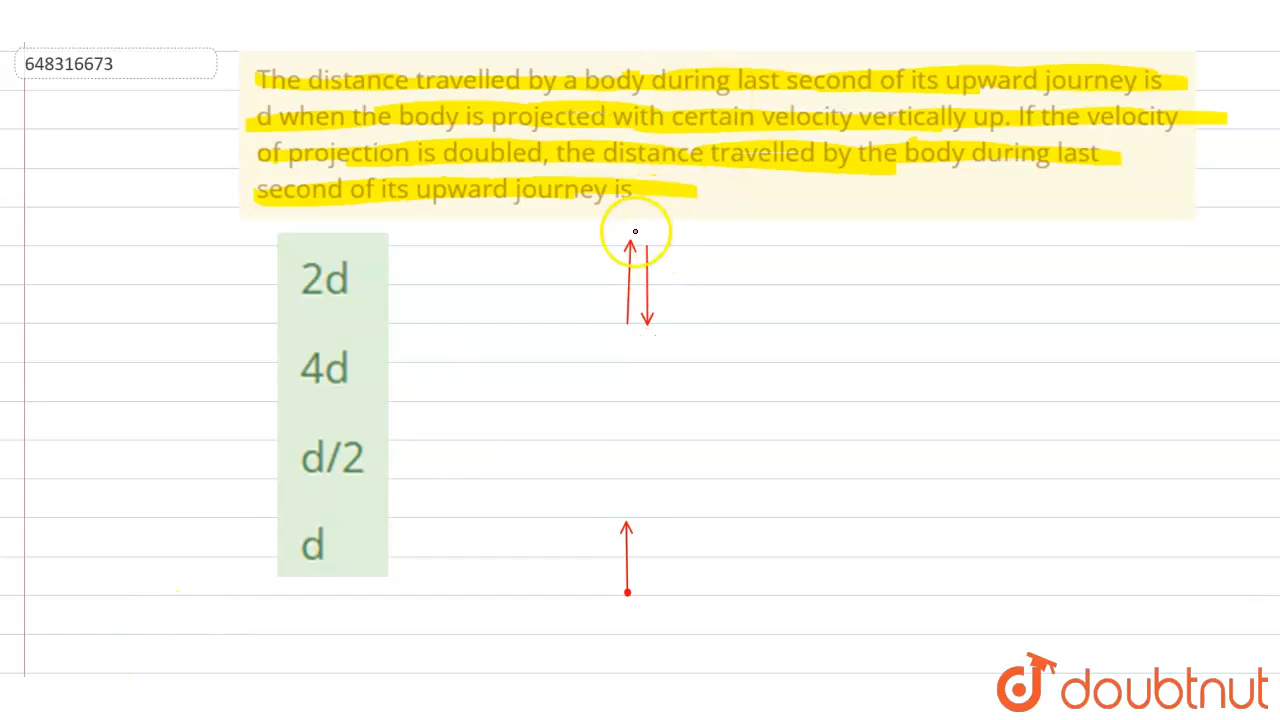 648316673
The distance travelled by a body during last second of its upward journey is
d when the body is projected with certain velocity vertically up. If the velocity
of projection is doubled, the distance travelled by the body during last
second of its upward journey is
2d
4d
d/2
d
doubtnut